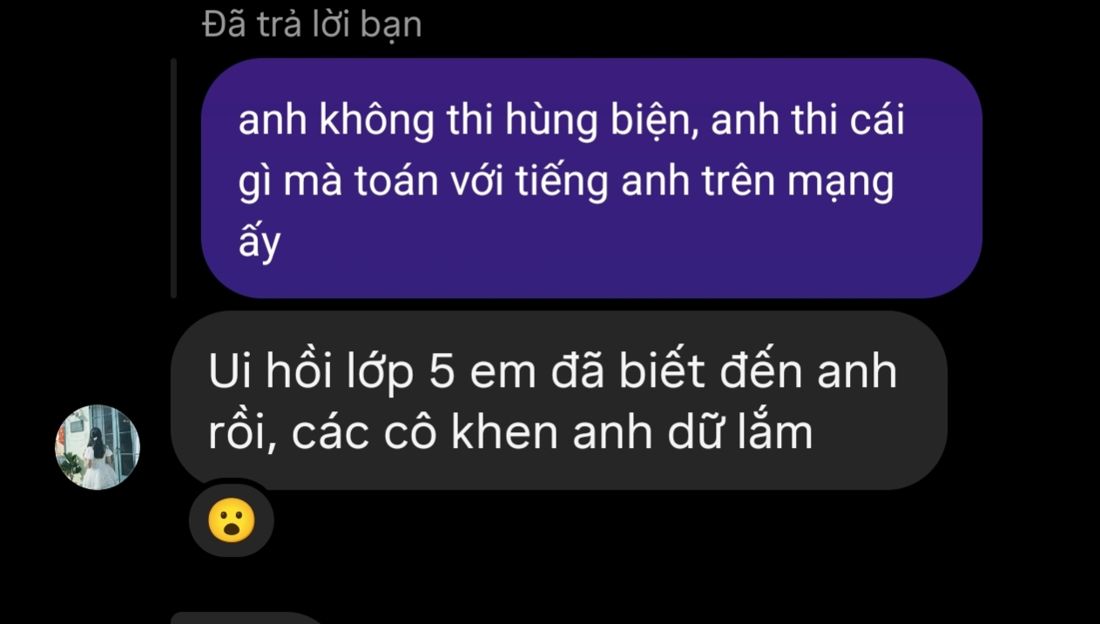 Đã trả lời bạn
anh không thi hùng biện, anh thi cái
gì mà toán với tiếng anh trên mạng
ấy
Ui hồi lớp 5 em đã biết đến anh
rồi, các cô khen anh dữ lắm